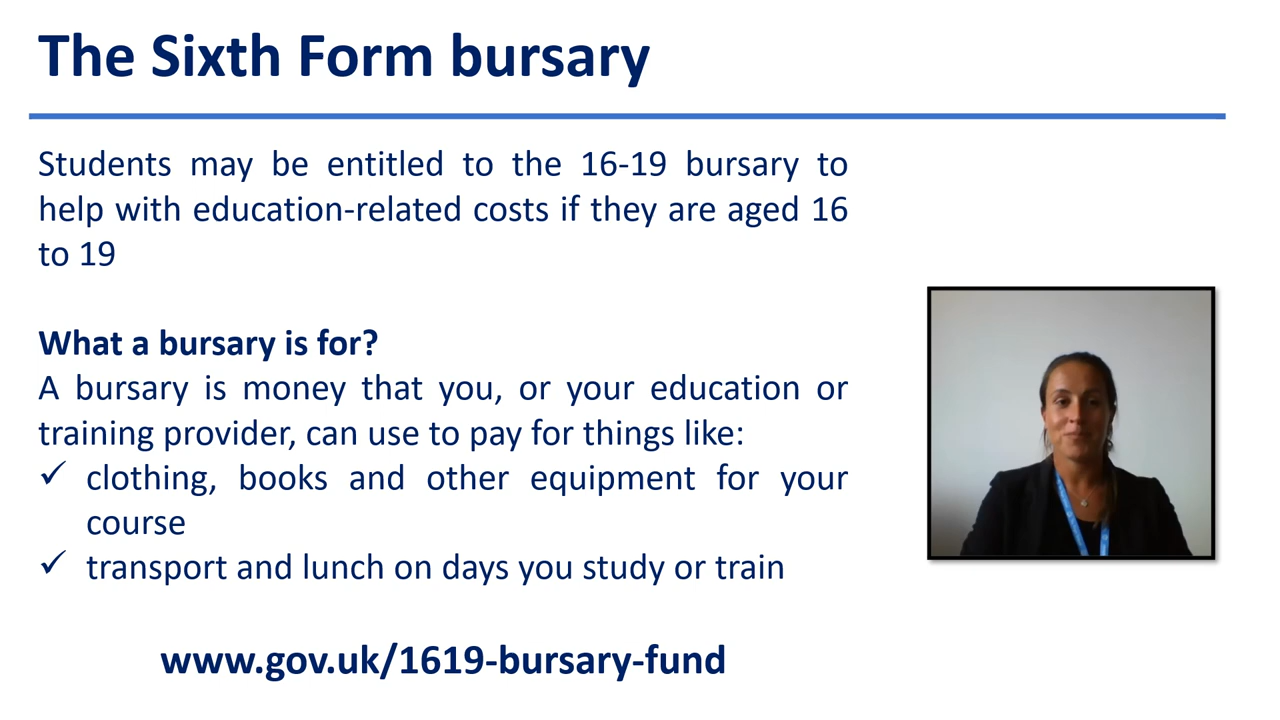 The Sixth Form bursary
Students may be entitled to the 16-19 bursary to
help with education-related costs if they are aged 16
to 19
What a bursary is for?
A bursary is money that you, or your education or
training provider, can use to pay for things like:
✓ clothing, books and other equipment for your
course
✓ transport and lunch on days you study or train
www.gov.uk/1619-bursary-fund